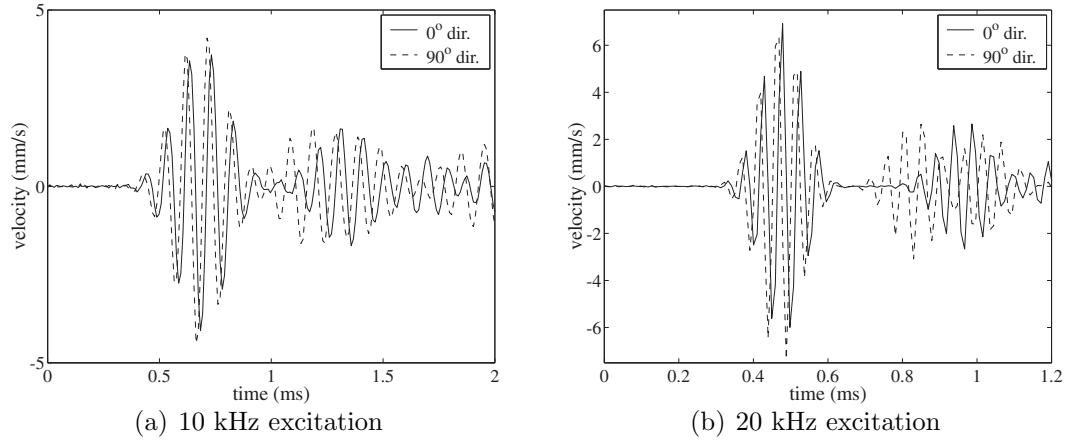 5
0
-5
velocity (mm/s)
0° dir.
90° dir.
0 0.5 1 1.5 2
time (ms)
(a) 10 kHz excitation
6
4
2
0
-2
-4
-6
velocity (mm/s)
0° dir.
90° dir.
0 0.2 0.4 0.6 0.8 1 1.2
time (ms)
(b) 20 kHz excitation